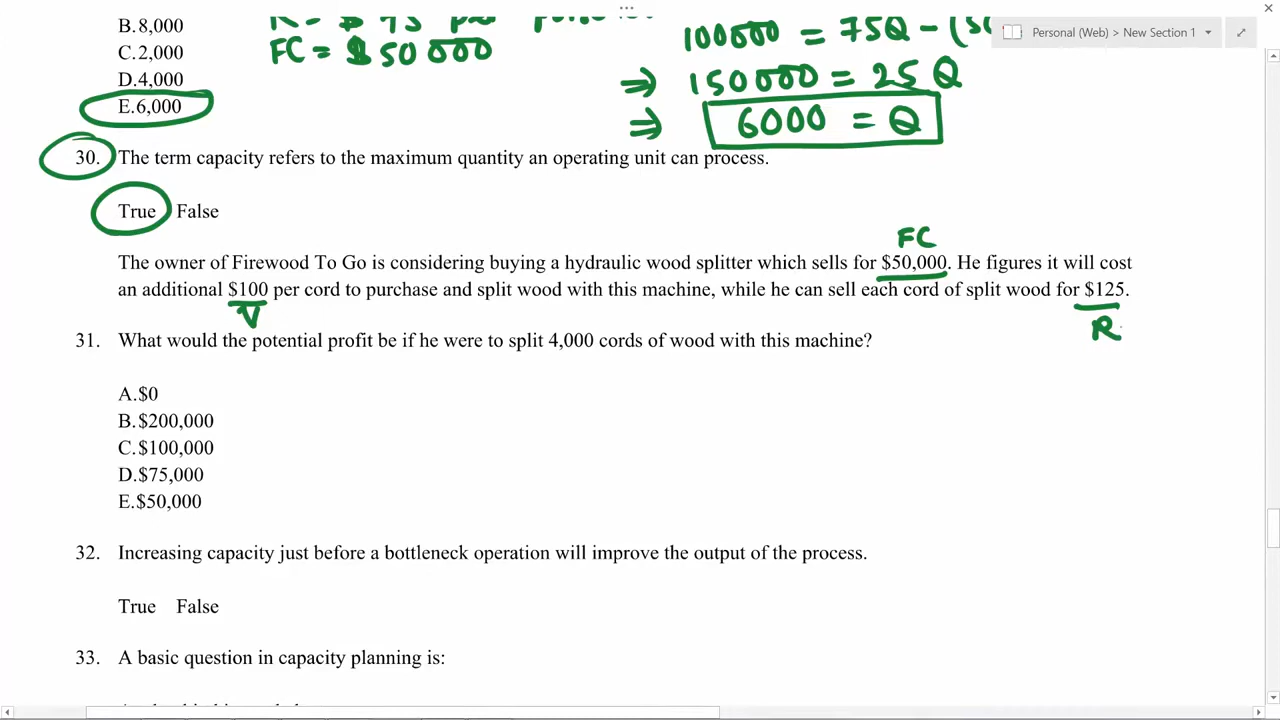 B.8,000
per
C.2,000
FC = $50 000
100000 = 75Q - (50
Personal (Web) > New Section 1
D.4,000
⇒ 150000 = 25 Q
E.6,000
⇒ 6000 = Q
30. The term capacity refers to the maximum quantity an operating unit can process.
True False
FC
The owner of Firewood To Go is considering buying a hydraulic wood splitter which sells for $50,000. He figures it will cost
an additional $100 per cord to purchase and split wood with this machine, while he can sell each cord of split wood for $125.
V
R
31. What would the potential profit be if he were to split 4,000 cords of wood with this machine?
A.$0
B.$200,000
C.$100,000
D.$75,000
E.$50,000
32. Increasing capacity just before a bottleneck operation will improve the output of the process.
True False
33. A basic question in capacity planning is: